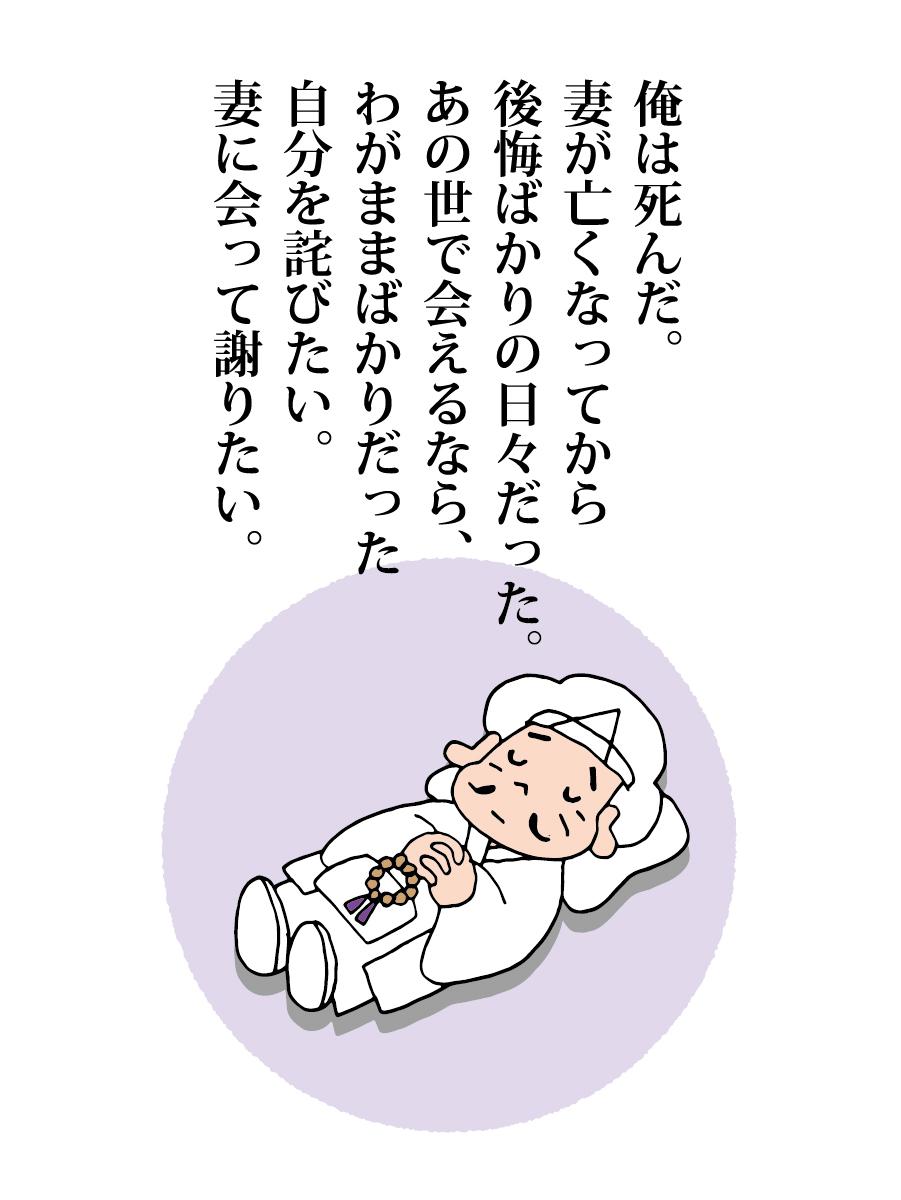 俺は死んだ。
妻が亡くなってから
後悔ばかりの日々だった。
あの世で会えるなら、
わがままばかりだった
自分を詫びたい。
妻に会って謝りたい。